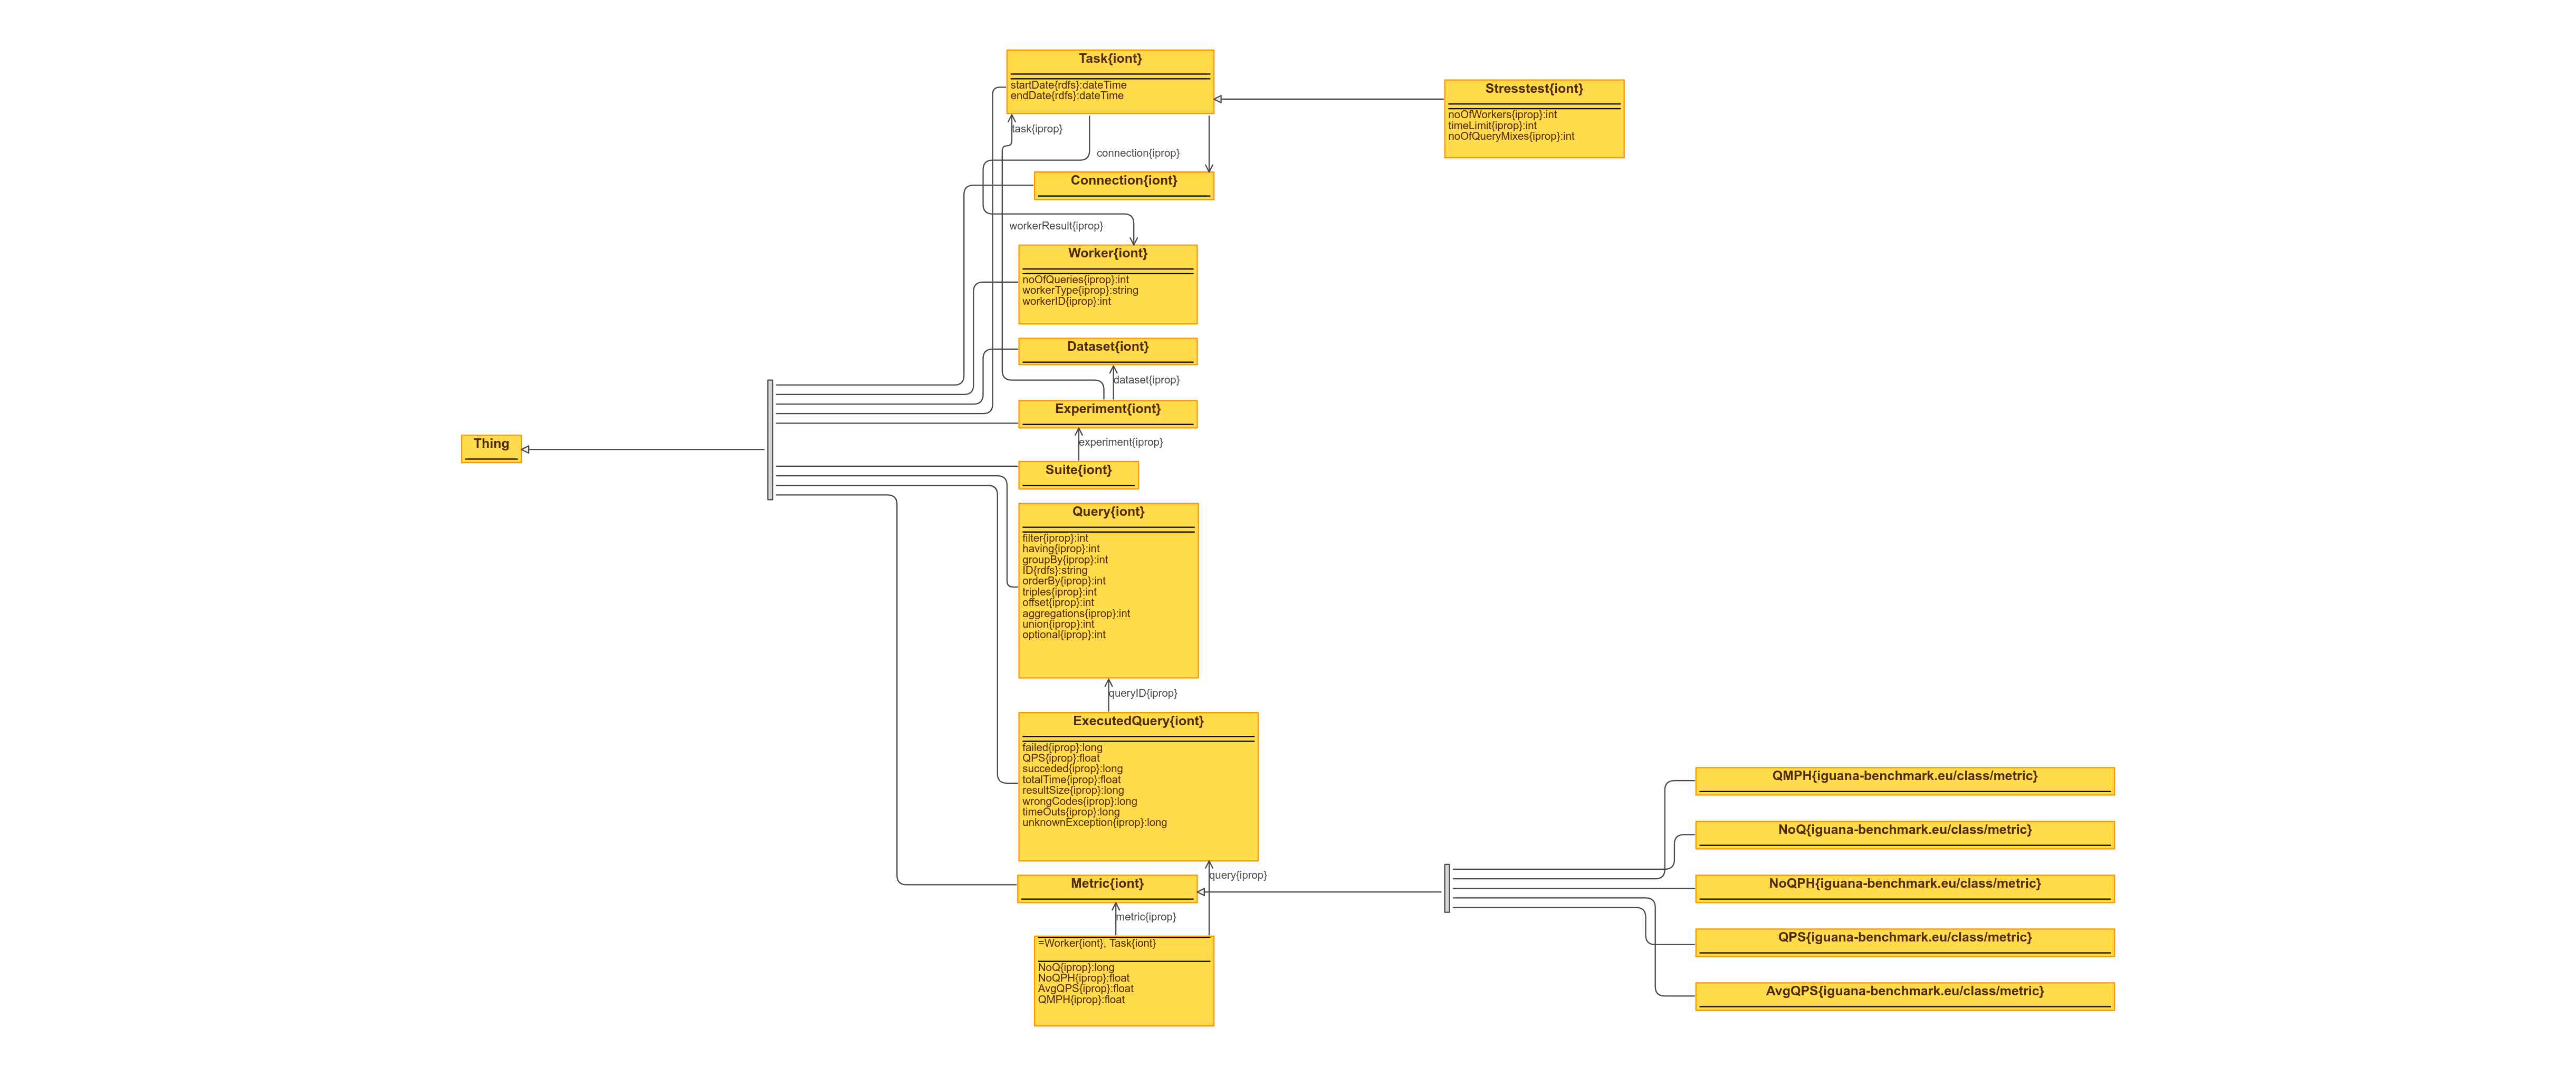 Task{iont}
startDate{rdfs}:dateTime
endDate{rdfs}:dateTime
Stresstest{iont}
noOfWorkers{iprop}:int
timeLimit{iprop}:int
noOfQueryMixes{iprop}:int
task{iprop}
connection{iprop}
Connection{iont}
workerResult{iprop}
Worker{iont}
noOfQueries{iprop}:int
workerType{iprop}:string
workerID{iprop}:int
Dataset{iont}
dataset{iprop}
Experiment{iont}
Thing
experiment{iprop}
Suite{iont}
Query{iont}
filter{iprop}:int
having{iprop}:int
groupBy{iprop}:int
ID{rdfs}:string
orderBy{iprop}:int
triples{iprop}:int
offset{iprop}:int
aggregations{iprop}:int
union{iprop}:int
optional{iprop}:int
queryID{iprop}
ExecutedQuery{iont}
failed{iprop}:long
QPS{iprop}:float
succeded{iprop}:long
totalTime{iprop}:float
resultSize{iprop}:long
wrongCodes{iprop}:long
timeOuts{iprop}:long
unknownException{iprop}:long
query{iprop}
Metric{iont}
metric{iprop}
=Worker{iont}, Task{iont}
NoQ{iprop}:long
NoQPH{iprop}:float
AvgQPS{iprop}:float
QMPH{iprop}:float
QMPH{iguana-benchmark.eu/class/metric}
NoQ{iguana-benchmark.eu/class/metric}
NoQPH{iguana-benchmark.eu/class/metric}
QPS{iguana-benchmark.eu/class/metric}
AvgQPS{iguana-benchmark.eu/class/metric}